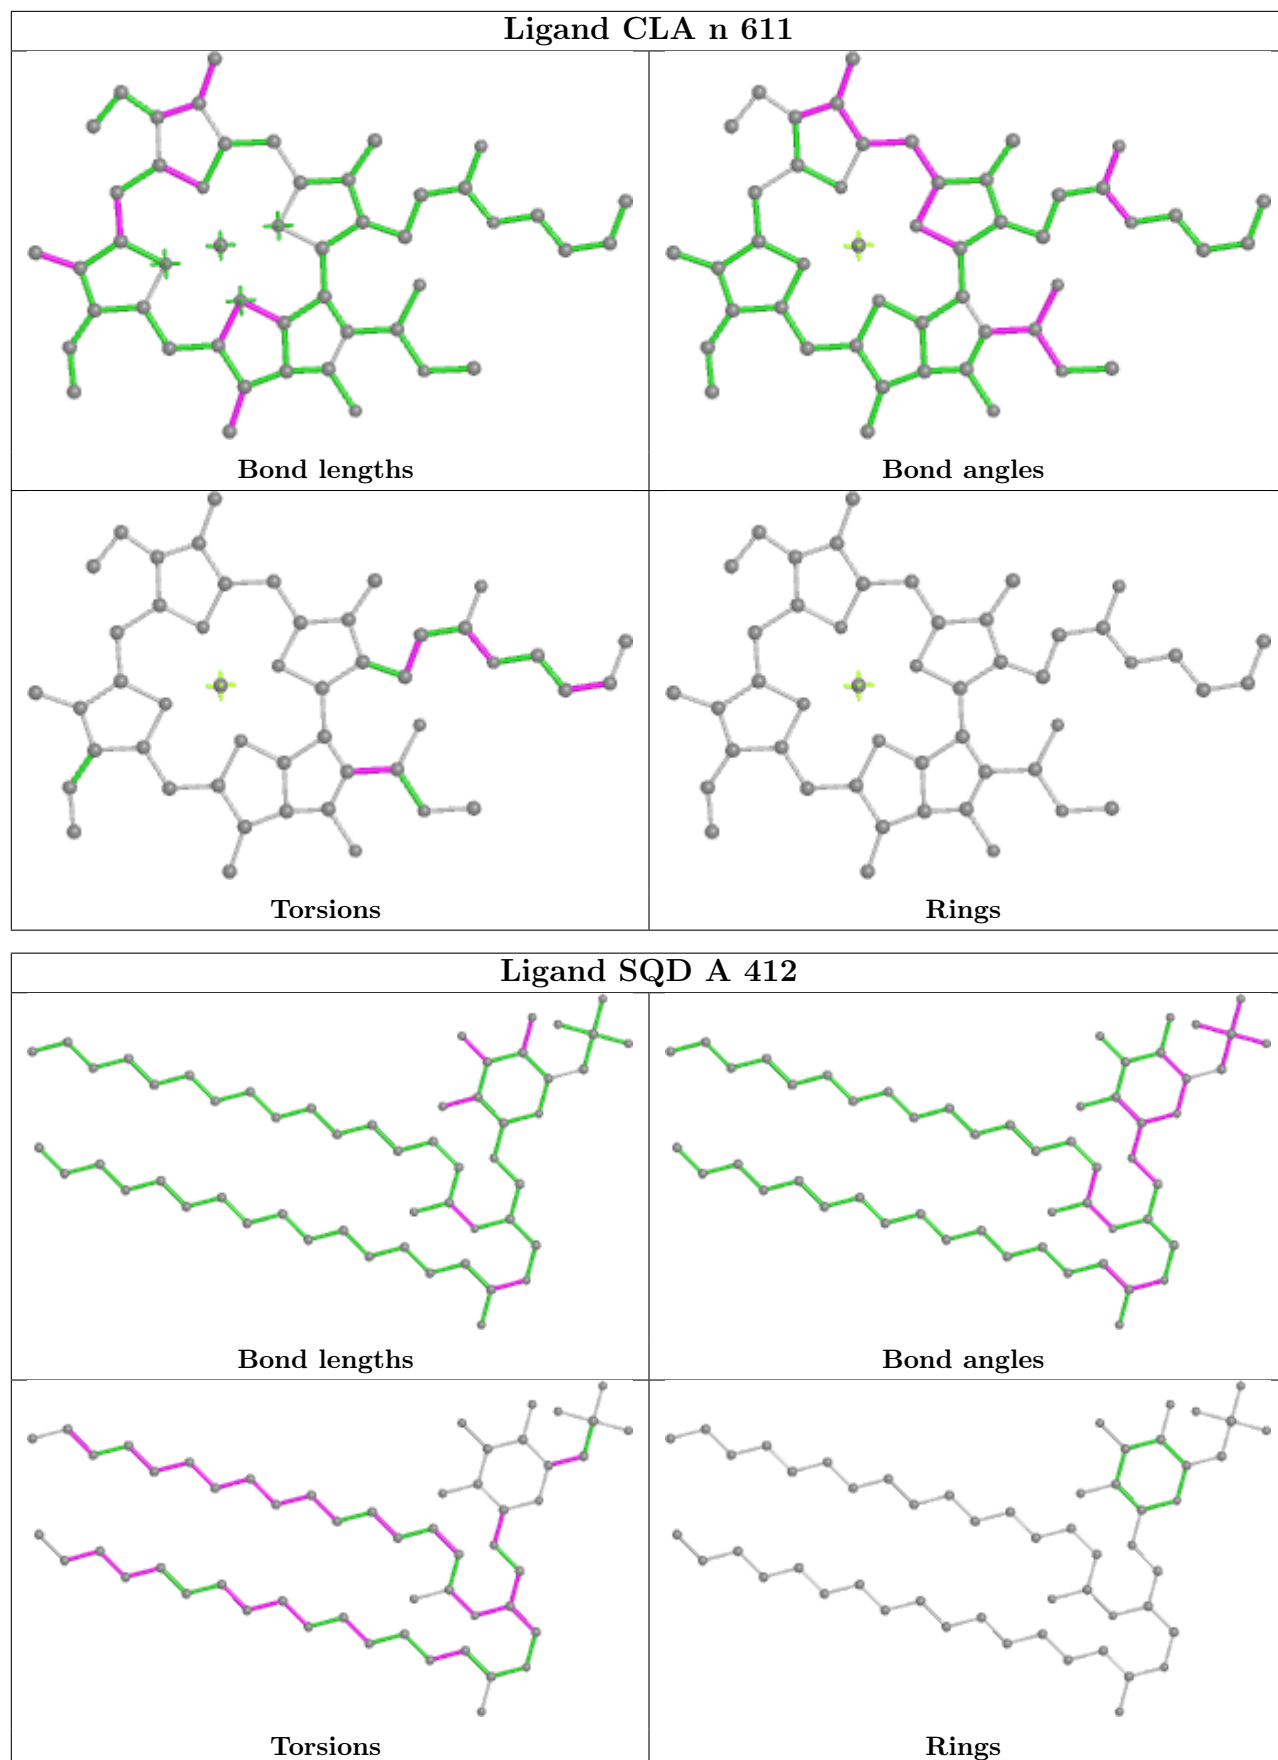 Ligand CLA n 611
Bond lengths
Bond angles
Torsions
Rings
Ligand SQD A 412
Bond lengths
Bond angles
Torsions
Rings